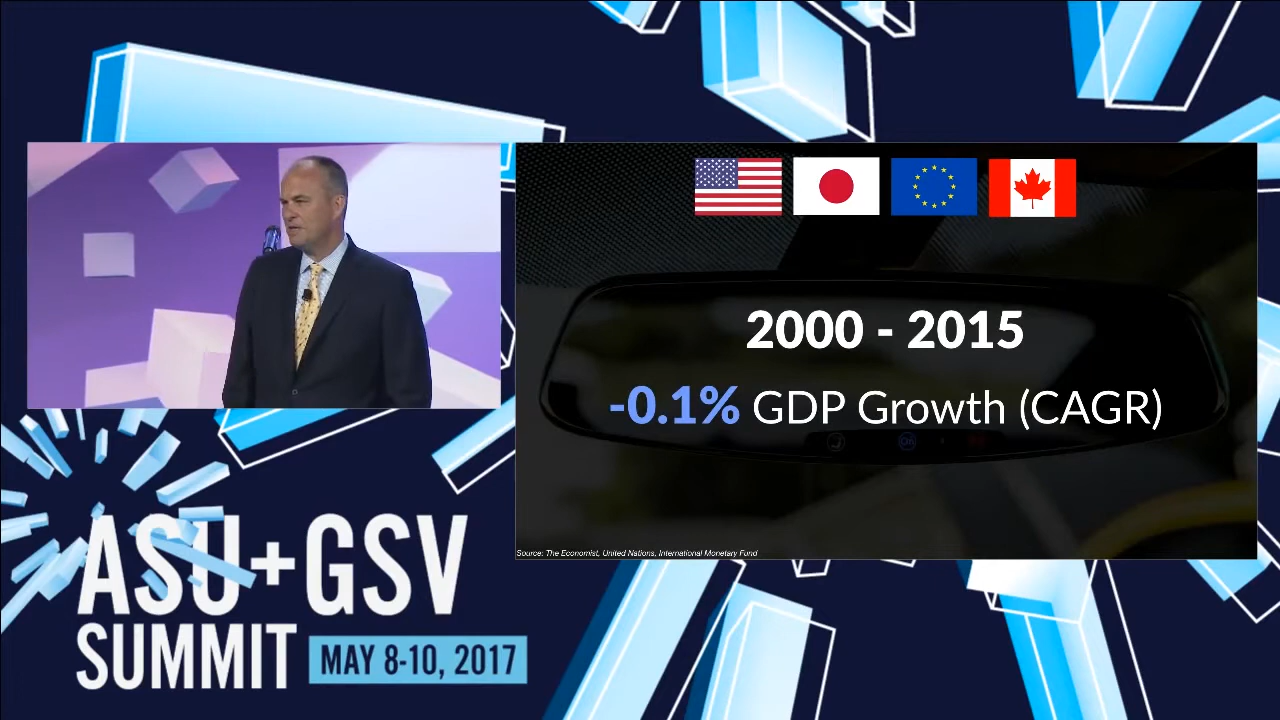 2000 - 2015
-0.1% GDP Growth (CAGR)
Source: The Economist, United Nations, International Monetary Fund
ASU+GSV
SUMMIT
MAY 8-10, 2017